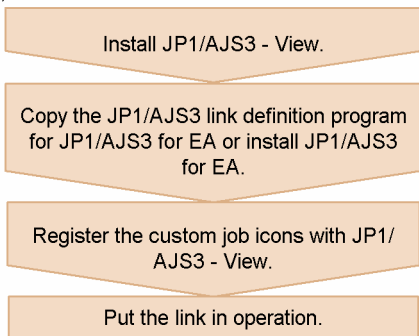 Install JP1/AJS3 - View.
Copy the JP1/AJS3 link definition program
for JP1/AJS3 for EA or install JP1/AJS3
for EA.
Register the custom job icons with JP1/
AJS3 - View.
Put the link in operation.